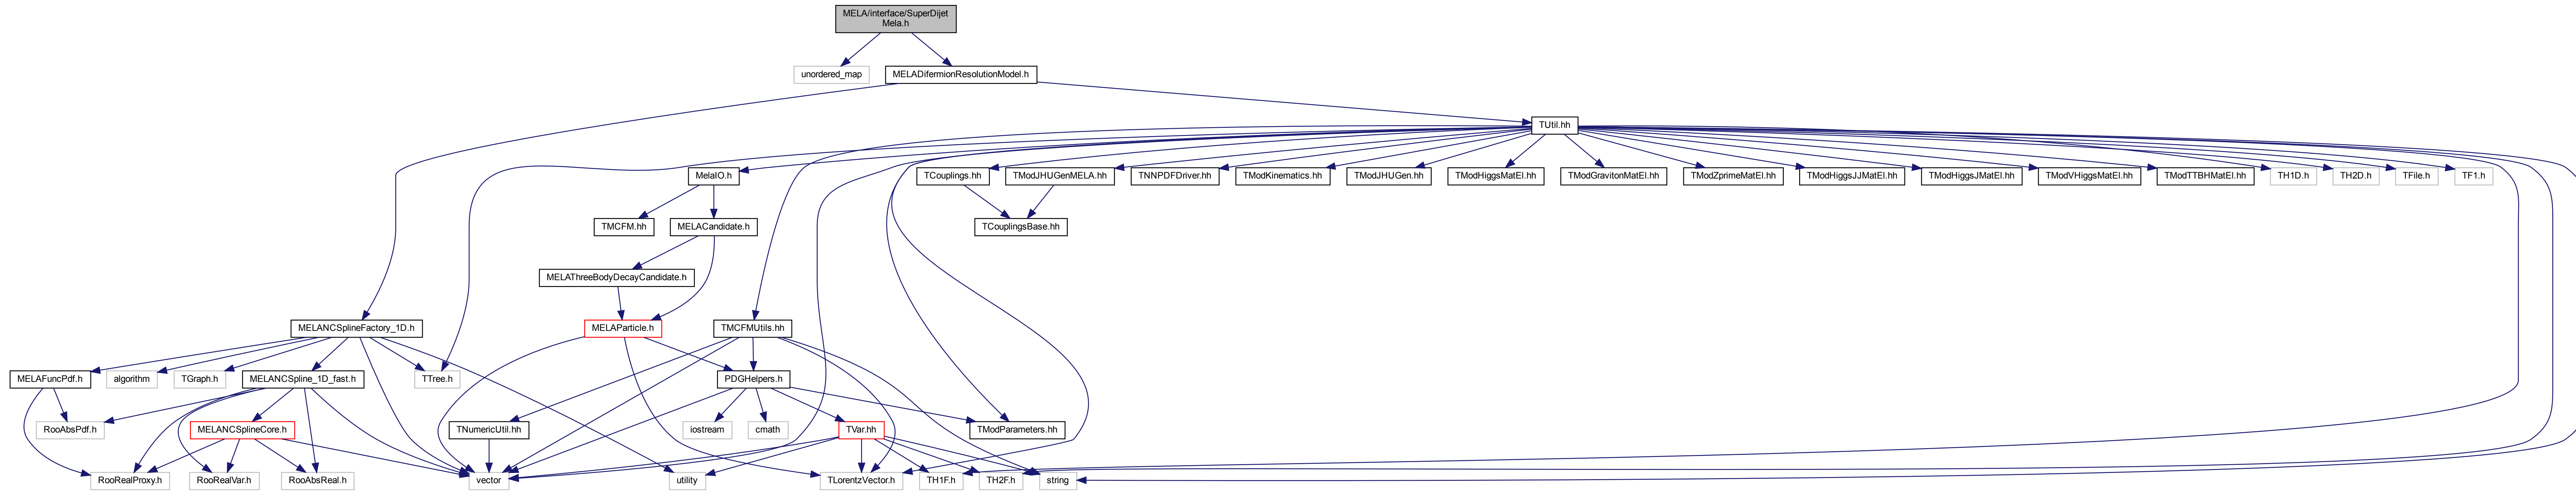 MELA/interface/SuperDijet
Mela.h
unordered_map
MELADifermionResolutionModel.h
TUtil.hh
MelaIO.h
TCouplings.hh
TModJHUGenMELA.hh
TNNPDFDriver.hh
TModKinematics.hh
TModJHUGen.hh
TModHiggsMatEl.hh
TModGravitonMatEl.hh
TModZprimeMatEl.hh
TModHiggsJJMatEl.hh
TModHiggsJMatEl.hh
TModVHiggsMatEl.hh
TModTTBHMatEl.hh
TH1D.h
TH2D.h
TFile.h
TF1.h
TMCFM.hh
MELACandidate.h
TCouplingsBase.hh
MELAThreeBodyDecayCandidate.h
MELANCSplineFactory_1D.h
MELAParticle.h
TMCFMUtils.hh
MELAFuncPdf.h
algorithm
TGraph.h
MELANCSpline_1D_fast.h
TTree.h
PDGHelpers.h
RooAbsPdf.h
MELANCSplineCore.h
TNumericUtil.hh
iostream
cmath
TVar.hh
TModParameters.hh
RooRealProxy.h
RooRealVar.h
RooAbsReal.h
vector
utility
TLorentzVector.h
TH1F.h
TH2F.h
string